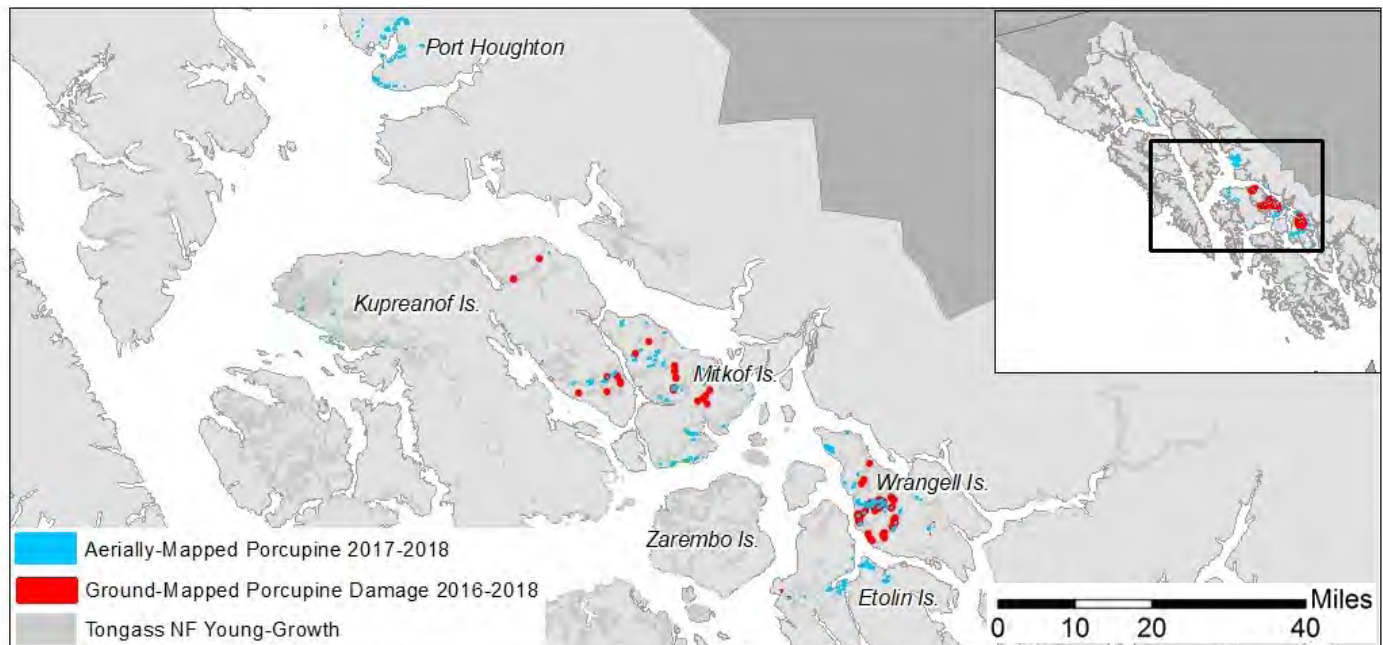 Port Houghton
Kupreanof Is.
Mitkof Is.
Wrangell Is.
Zarembo Is.
Etolin Is.
Aerially-Mapped Porcupine 2017-2018
Ground-Mapped Porcupine Damage 2016-2018
Tongass NF Young-Growth
Miles
0 10 20 40